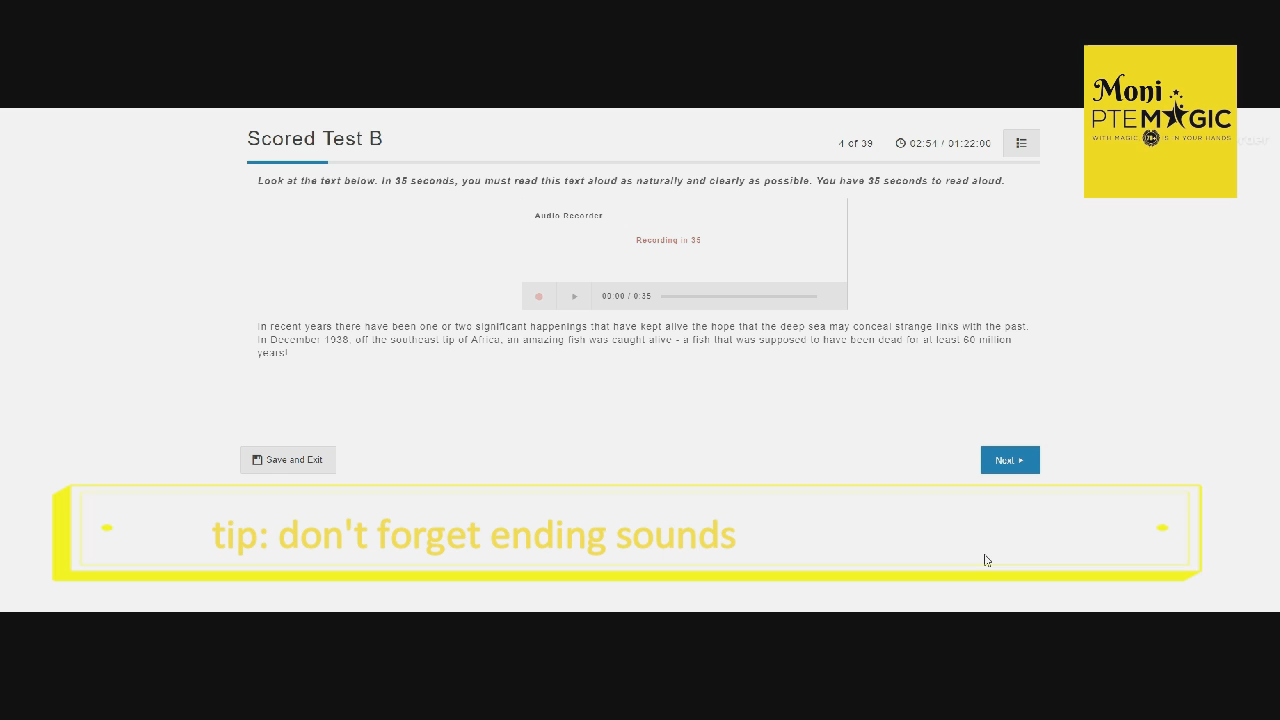 Moni
PTEMAGIC
WITH MAGIC 79+ IS IN YOUR HANDS
Scored Test B
4 of 39
02:54 / 01:22:00
Look at the text below. In 35 seconds, you must read this text aloud as naturally and clearly as possible. You have 35 seconds to read aloud.
Audio Recorder
Recording in 35
00:00 / 0:35
In recent years there have been one or two significant happenings that have kept alive the hope that the deep sea may conceal strange links with the past.
In December 1938, off the southeast tip of Africa, an amazing fish was caught alive - a fish that was supposed to have been dead for at least 60 million
years!
Save and Exit
Next
tip: don't forget ending sounds